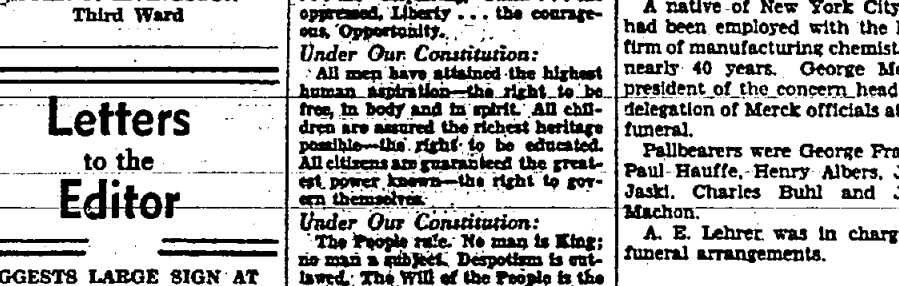 Third Ward
Letters
to the
Editor
GGESTS LARGE SIGN AT
oppressed, Liberty . . . the courage-
ous, Opportunity.
Under Our Constitution:
All men have attained the highest
human aspiration—the right to be
free, in body and in spirit. All chil-
dren are assured the richest heritage
possible—the right to be educated.
All citizens are guaranteed the great-
est power known—the right to gov-
ern themselves.
Under Our Constitution:
The People rule. No man is King;
no man a subject. Despotism is out-
lawed. The Will of the People is the
A native of New York City
had been employed with the
firm of manufacturing chemist
nearly 40 years. George M
president of the concern head
delegation of Merck officials a
funeral.
Pallbearers were George Fra
Paul Hauffe, Henry Albers, J
Jaski, Charles Buhl and J
Machon.
A. E. Lehrer was in charg
funeral arrangements.